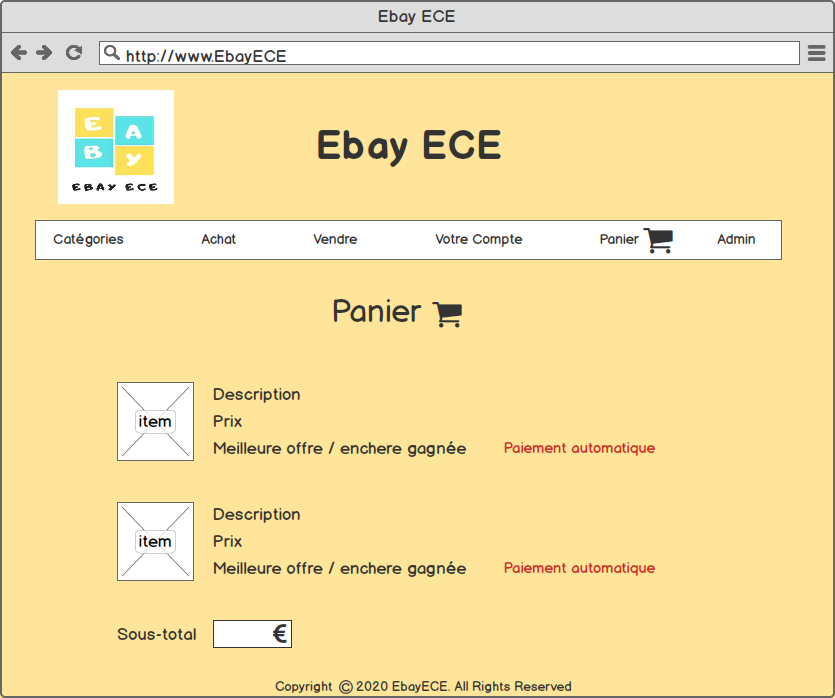 Ebay ECE
http://www.EbayECE
E
A
B
Y
EBAY ECE
Ebay ECE
Catégories Achat Vendre Votre Compte Panier Admin
Panier
item
Description
Prix
Meilleure offre / enchere gagnée Paiement automatique
item
Description
Prix
Meilleure offre / enchere gagnée Paiement automatique
Sous-total €
Copyright © 2020 EbayECE. All Rights Reserved